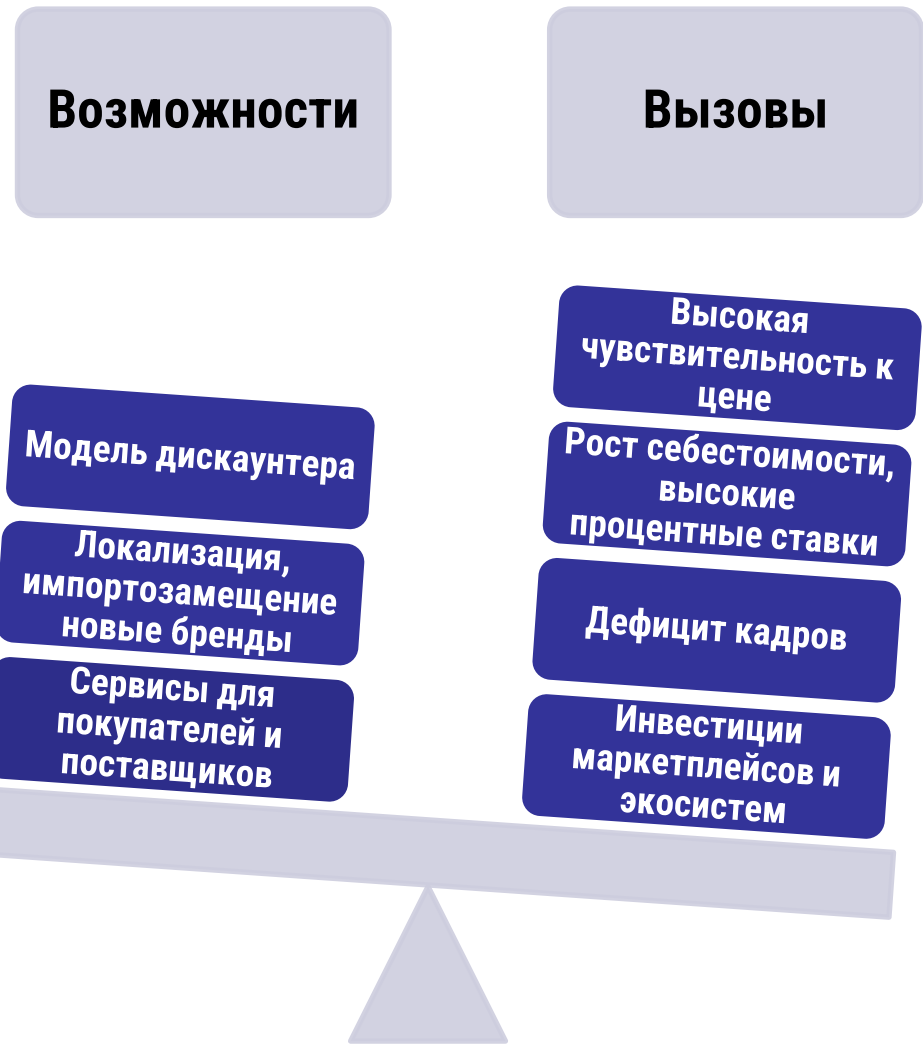 Возможности
Вызовы
Модель дискаунтера
Локализация,
импортозамещение
новые бренды
Сервисы для
покупателей и
поставщиков
Высокая
чувствительность к
цене
Рост себестоимости,
высокие
процентные ставки
Дефицит кадров
Инвестиции
маркетплейсов и
экосистем